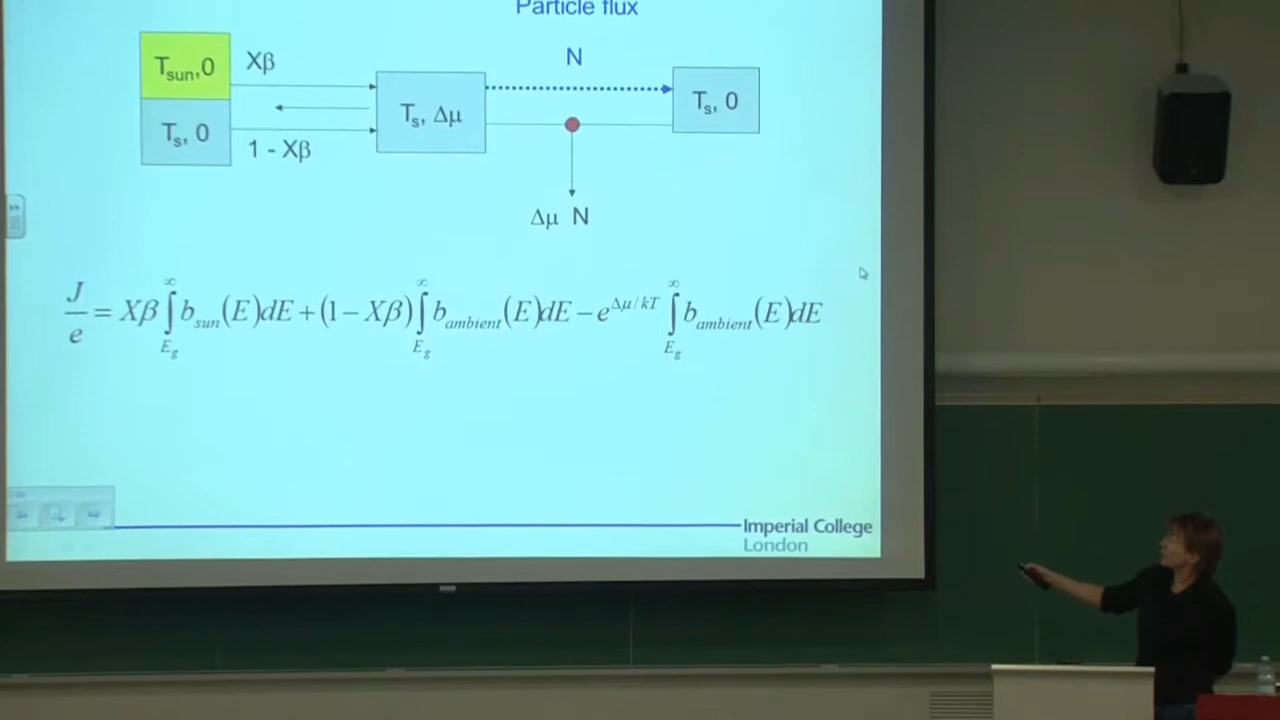 Particle flux
T_sun,0
Xβ
N
T_s, Δμ
T_s, 0
T_s, 0
1 - Xβ
Δμ N
J/e = Xβ ∫_{E_g}^{∞} b_sun(E)dE + (1 − Xβ) ∫_{E_g}^{∞} b_ambient(E)dE − e^{Δμ/kT} ∫_{E_g}^{∞} b_ambient(E)dE
Imperial College
London